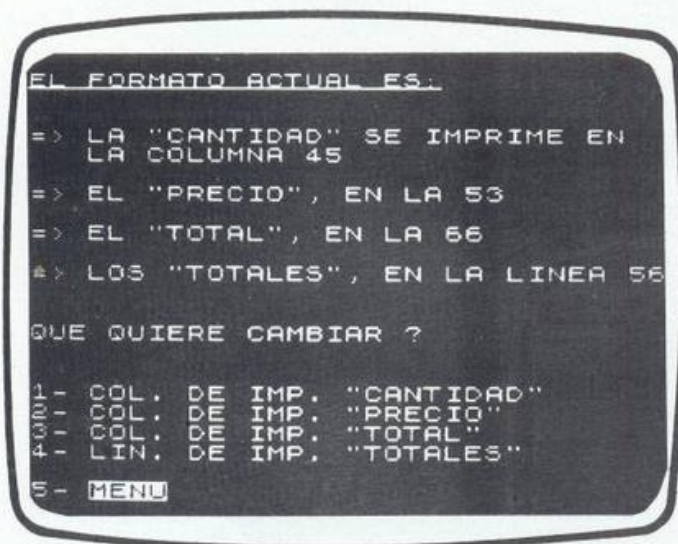 EL FORMATO ACTUAL ES:
=> LA "CANTIDAD" SE IMPRIME EN
LA COLUMNA 45
=> EL "PRECIO", EN LA 53
=> EL "TOTAL", EN LA 66
=> LOS "TOTALES", EN LA LINEA 56
QUE QUIERE CAMBIAR ?
1- COL. DE IMP. "CANTIDAD"
2- COL. DE IMP. "PRECIO"
3- COL. DE IMP. "TOTAL"
4- LIN. DE IMP. "TOTALES"
5- MENU